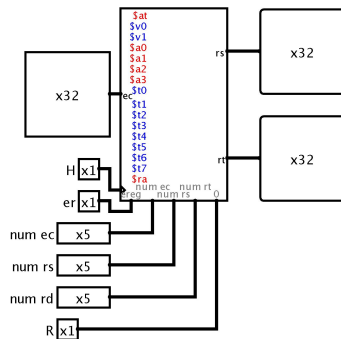 $at
$v0
$v1
$a0
$a1
$a2
$a3
$t0
$t1
$t2
$t3
$t4
$t5
$t6
$t7
$ra
x32
ec
rs
x32
rt
x32
H x1
er x1
num ec num rt
ereg num rs 0
num ec x5
num rs x5
num rd x5
R x1